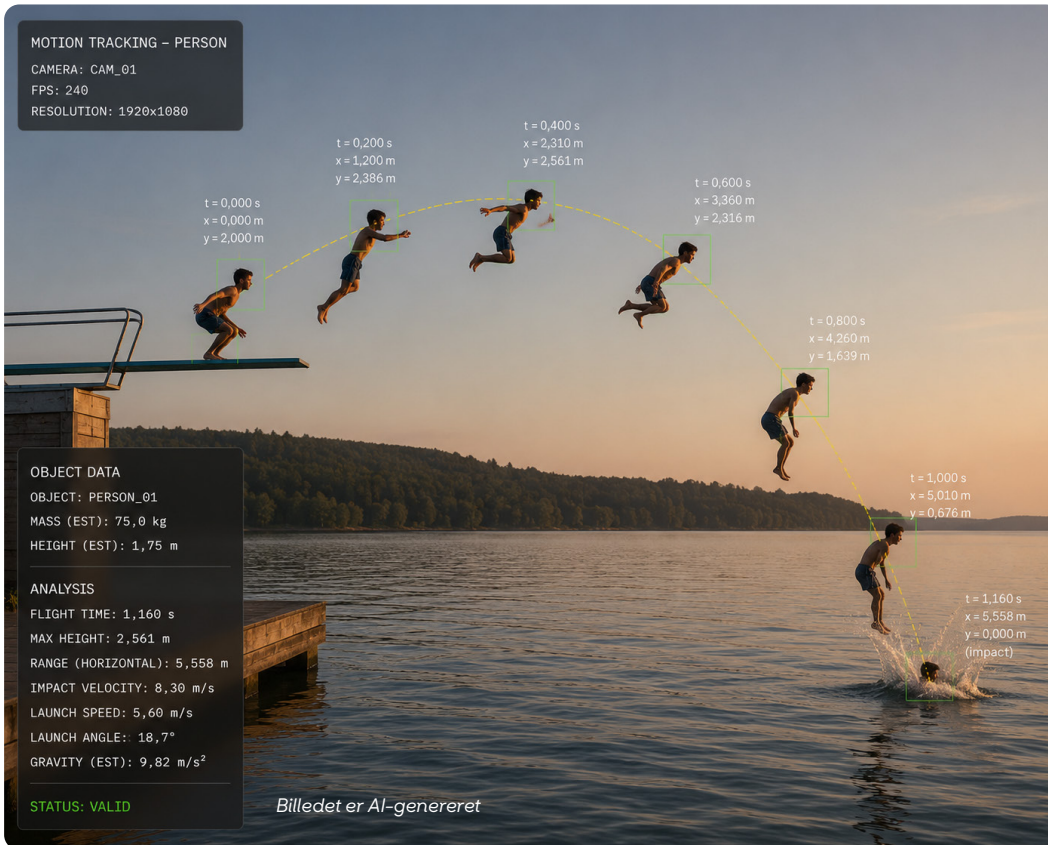 MOTION TRACKING – PERSON
CAMERA: CAM_01
FPS: 240
RESOLUTION: 1920x1080
t = 0,000 s
x = 0,000 m
y = 2,000 m
t = 0,200 s
x = 1,200 m
y = 2,386 m
t = 0,400 s
x = 2,310 m
y = 2,561 m
t = 0,600 s
x = 3,360 m
y = 2,316 m
t = 0,800 s
x = 4,260 m
y = 1,639 m
t = 1,000 s
x = 5,010 m
y = 0,676 m
t = 1,160 s
x = 5,558 m
y = 0,000 m
(impact)
OBJECT DATA
OBJECT: PERSON_01
MASS (EST): 75,0 kg
HEIGHT (EST): 1,75 m
ANALYSIS
FLIGHT TIME: 1,160 s
MAX HEIGHT: 2,561 m
RANGE (HORIZONTAL): 5,558 m
IMPACT VELOCITY: 8,30 m/s
LAUNCH SPEED: 5,60 m/s
LAUNCH ANGLE: 18,7°
GRAVITY (EST): 9,82 m/s²
STATUS: VALID
Billedet er AI-genereret